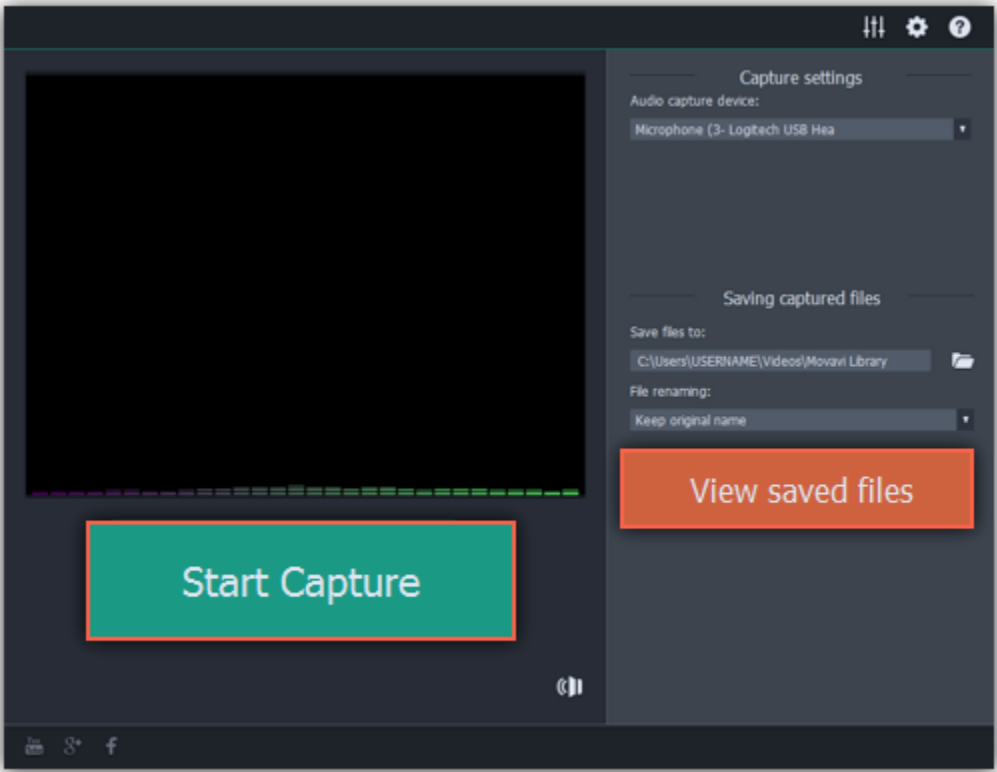 Capture settings
Audio capture device:
Microphone (3- Logitech USB Hea
Saving captured files
Save files to:
C:\Users\USERNAME\Videos\Movavi Library
File renaming:
Keep original name
View saved files
Start Capture